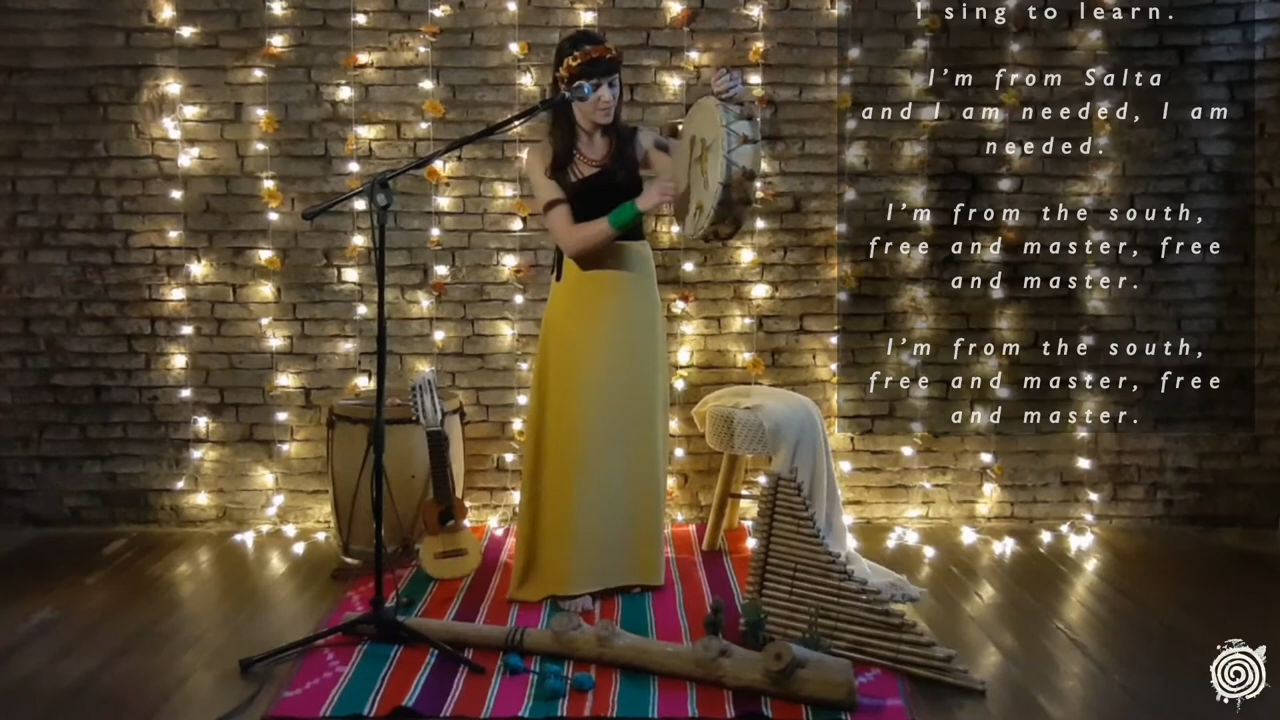 I sing to learn.
I'm from Salta
and I am needed, I am
needed.
I'm from the south,
free and master, free
and master.
I'm from the south,
free and master, free
and master.